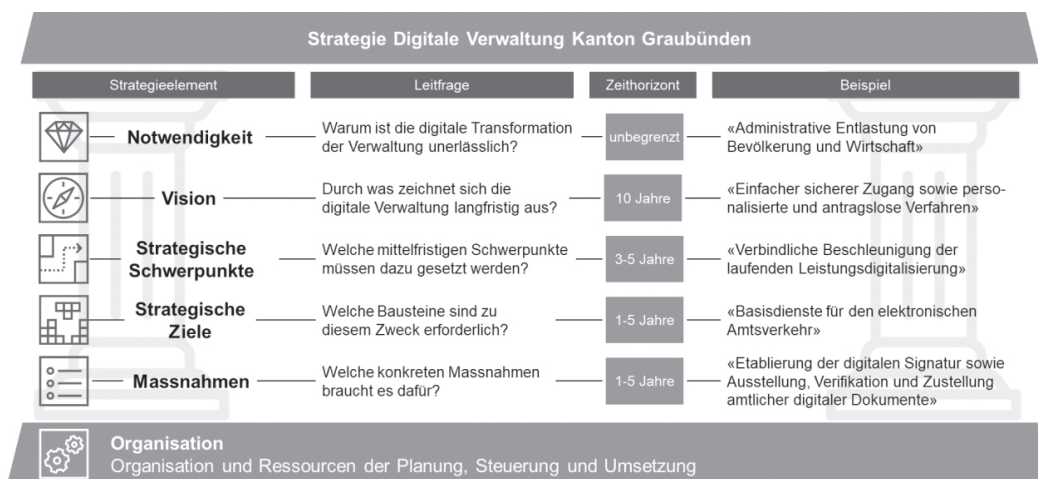 Strategie Digitale Verwaltung Kanton Graubünden
Strategieelement
Leitfrage
Zeithorizont
Beispiel
Notwendigkeit
Warum ist die digitale Transformation
der Verwaltung unerlässlich?
unbegrenzt
«Administrative Entlastung von
Bevölkerung und Wirtschaft»
Vision
Durch was zeichnet sich die
digitale Verwaltung langfristig aus?
10 Jahre
«Einfacher sicherer Zugang sowie perso-
nalisierte und antragslose Verfahren»
Strategische
Schwerpunkte
Welche mittelfristigen Schwerpunkte
müssen dazu gesetzt werden?
3-5 Jahre
«Verbindliche Beschleunigung der
laufenden Leistungsdigitalisierung»
Strategische
Ziele
Welche Bausteine sind zu
diesem Zweck erforderlich?
1-5 Jahre
«Basisdienste für den elektronischen
Amtsverkehr»
Massnahmen
Welche konkreten Massnahmen
braucht es dafür?
1-5 Jahre
«Etablierung der digitalen Signatur sowie
Ausstellung, Verifikation und Zustellung
amtlicher digitaler Dokumente»
Organisation
Organisation und Ressourcen der Planung, Steuerung und Umsetzung